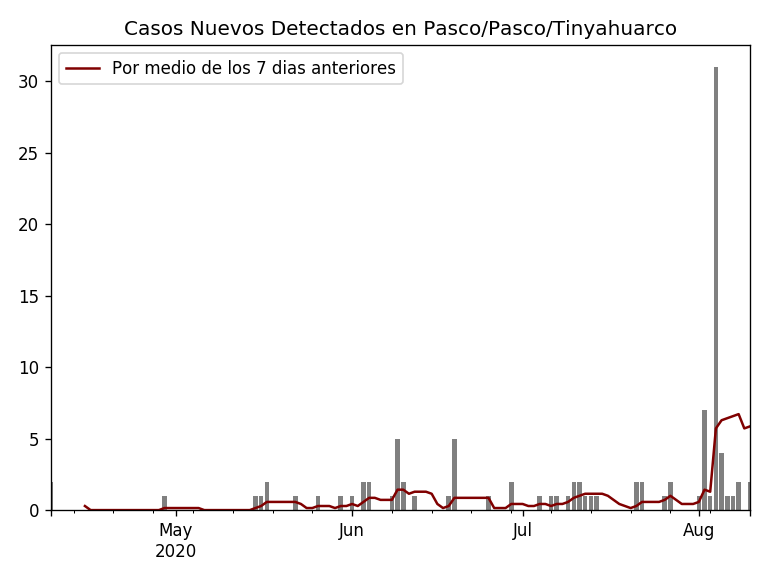 Casos Nuevos Detectados en Pasco/Pasco/Tinyahuarco
Por medio de los 7 dias anteriores
30
25
20
15
10
5
0
May Jun Jul Aug
2020